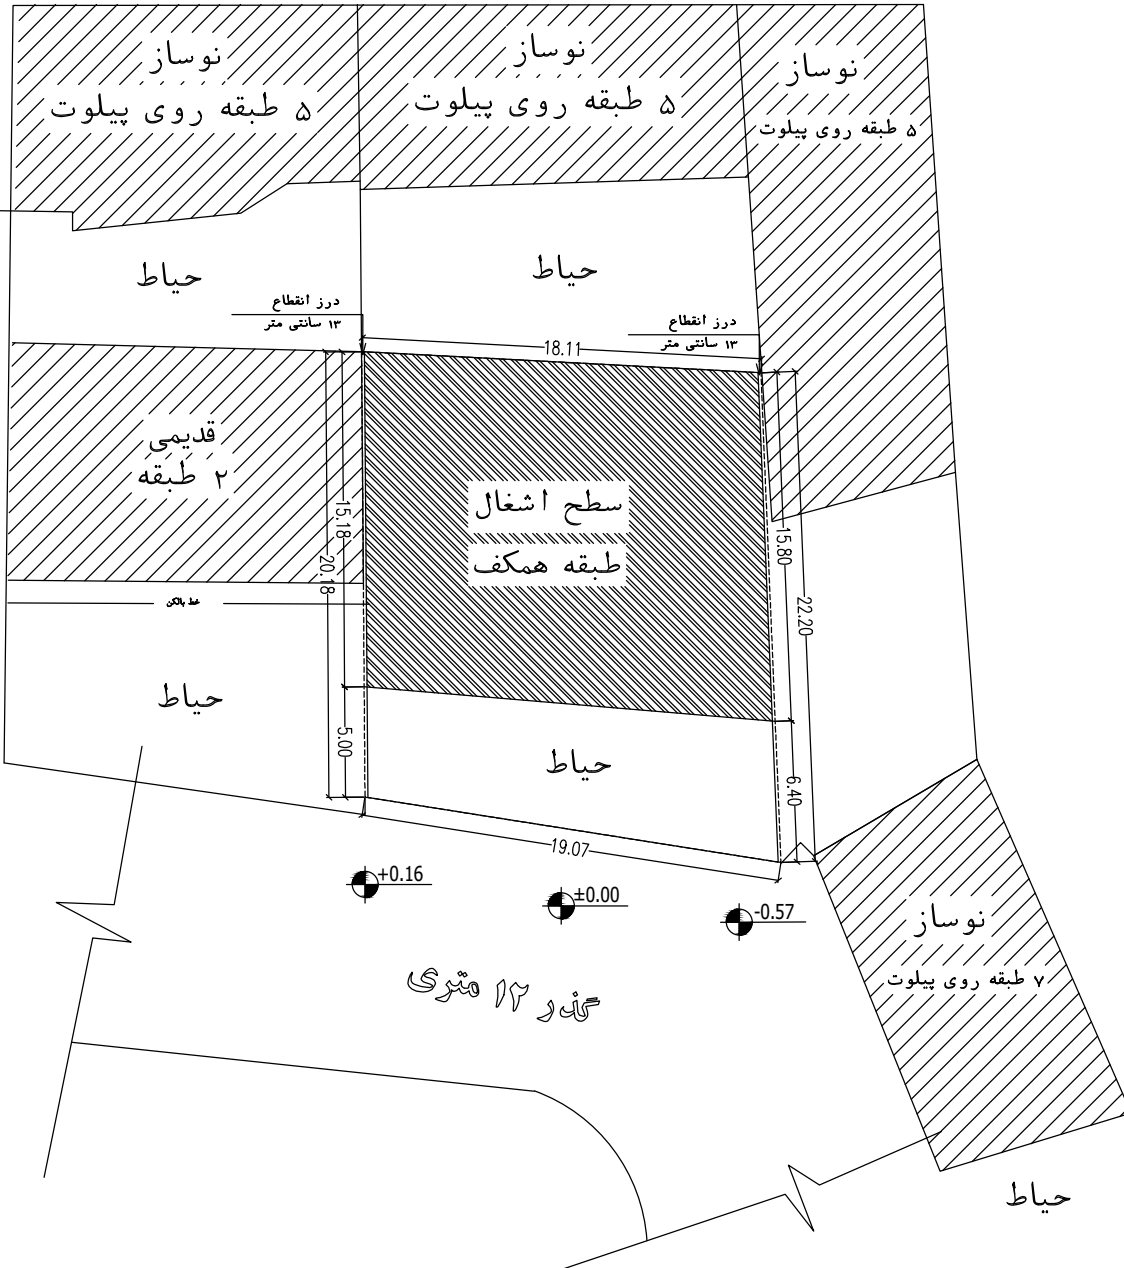 نوساز
۵ طبقه روی پیلوت
نوساز
۵ طبقه روی پیلوت
نوساز
۵ طبقه روی پیلوت
حیاط
حیاط
درز انقطاع
۱۳ سانتی متر
درز انقطاع
۱۳ سانتی متر
18.11
قدیمی
۲ طبقه
سطح اشغال
طبقه همکف
15.18
20.18
15.80
22.20
خط بالکن
حیاط
5.00
حیاط
6.40
19.07
+0.16
±0.00
-0.57
گذر ۱۲ متری
نوساز
۷ طبقه روی پیلوت
حیاط